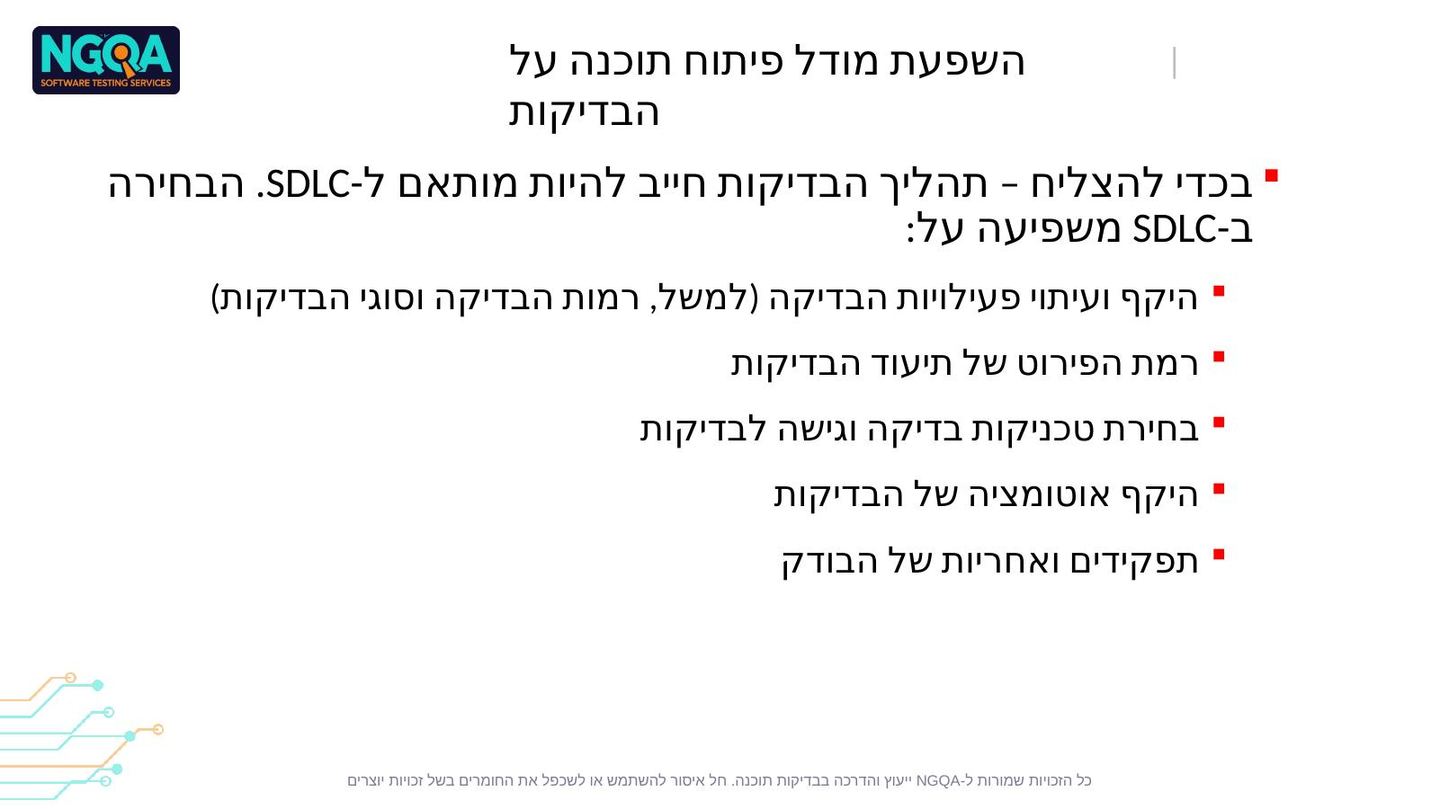 NGQA
SOFTWARE TESTING SERVICES
השפעת מודל פיתוח תוכנה על
הבדיקות
בכדי להצליח – תהליך הבדיקות חייב להיות מותאם ל-SDLC. הבחירה
ב-SDLC משפיעה על:
היקף ועיתוי פעילויות הבדיקה (למשל, רמות הבדיקה וסוגי הבדיקות)
רמת הפירוט של תיעוד הבדיקות
בחירת טכניקות בדיקה וגישה לבדיקות
היקף אוטומציה של הבדיקות
תפקידים ואחריות של הבודק
כל הזכויות שמורות ל-NGQA ייעוץ והדרכה בבדיקות תוכנה. חל איסור להשתמש או לשכפל את החומרים בשל זכויות יוצרים